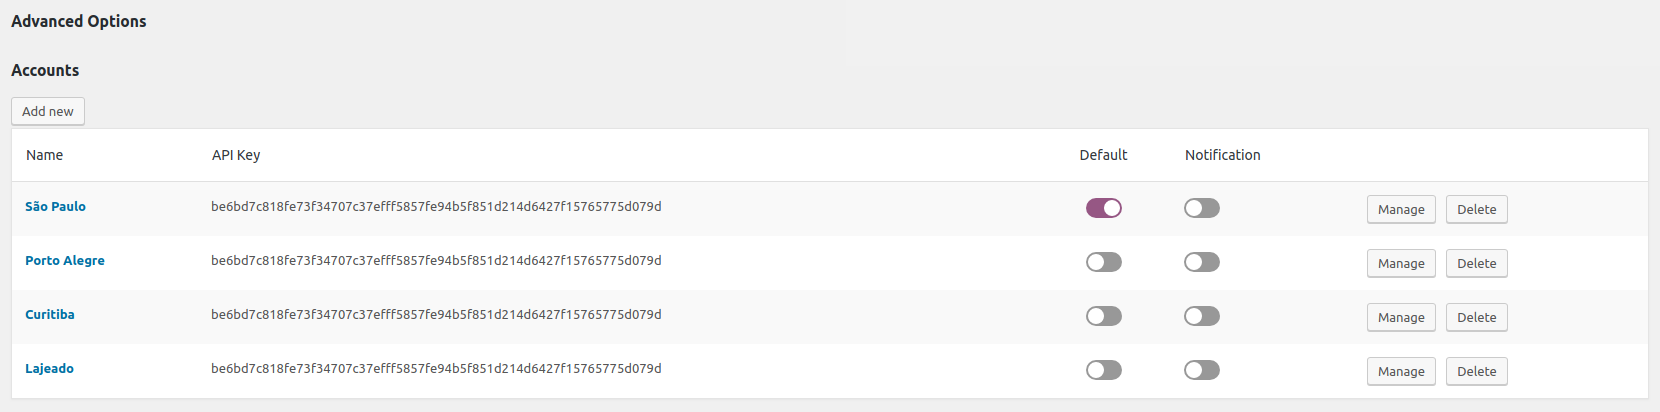 Advanced Options
Accounts
Add new
Name API Key Default Notification
São Paulo be6bd7c818fe73f34707c37efff5857fe94b5f851d214d6427f15765775d079d Manage Delete
Porto Alegre be6bd7c818fe73f34707c37efff5857fe94b5f851d214d6427f15765775d079d Manage Delete
Curitiba be6bd7c818fe73f34707c37efff5857fe94b5f851d214d6427f15765775d079d Manage Delete
Lajeado be6bd7c818fe73f34707c37efff5857fe94b5f851d214d6427f15765775d079d Manage Delete